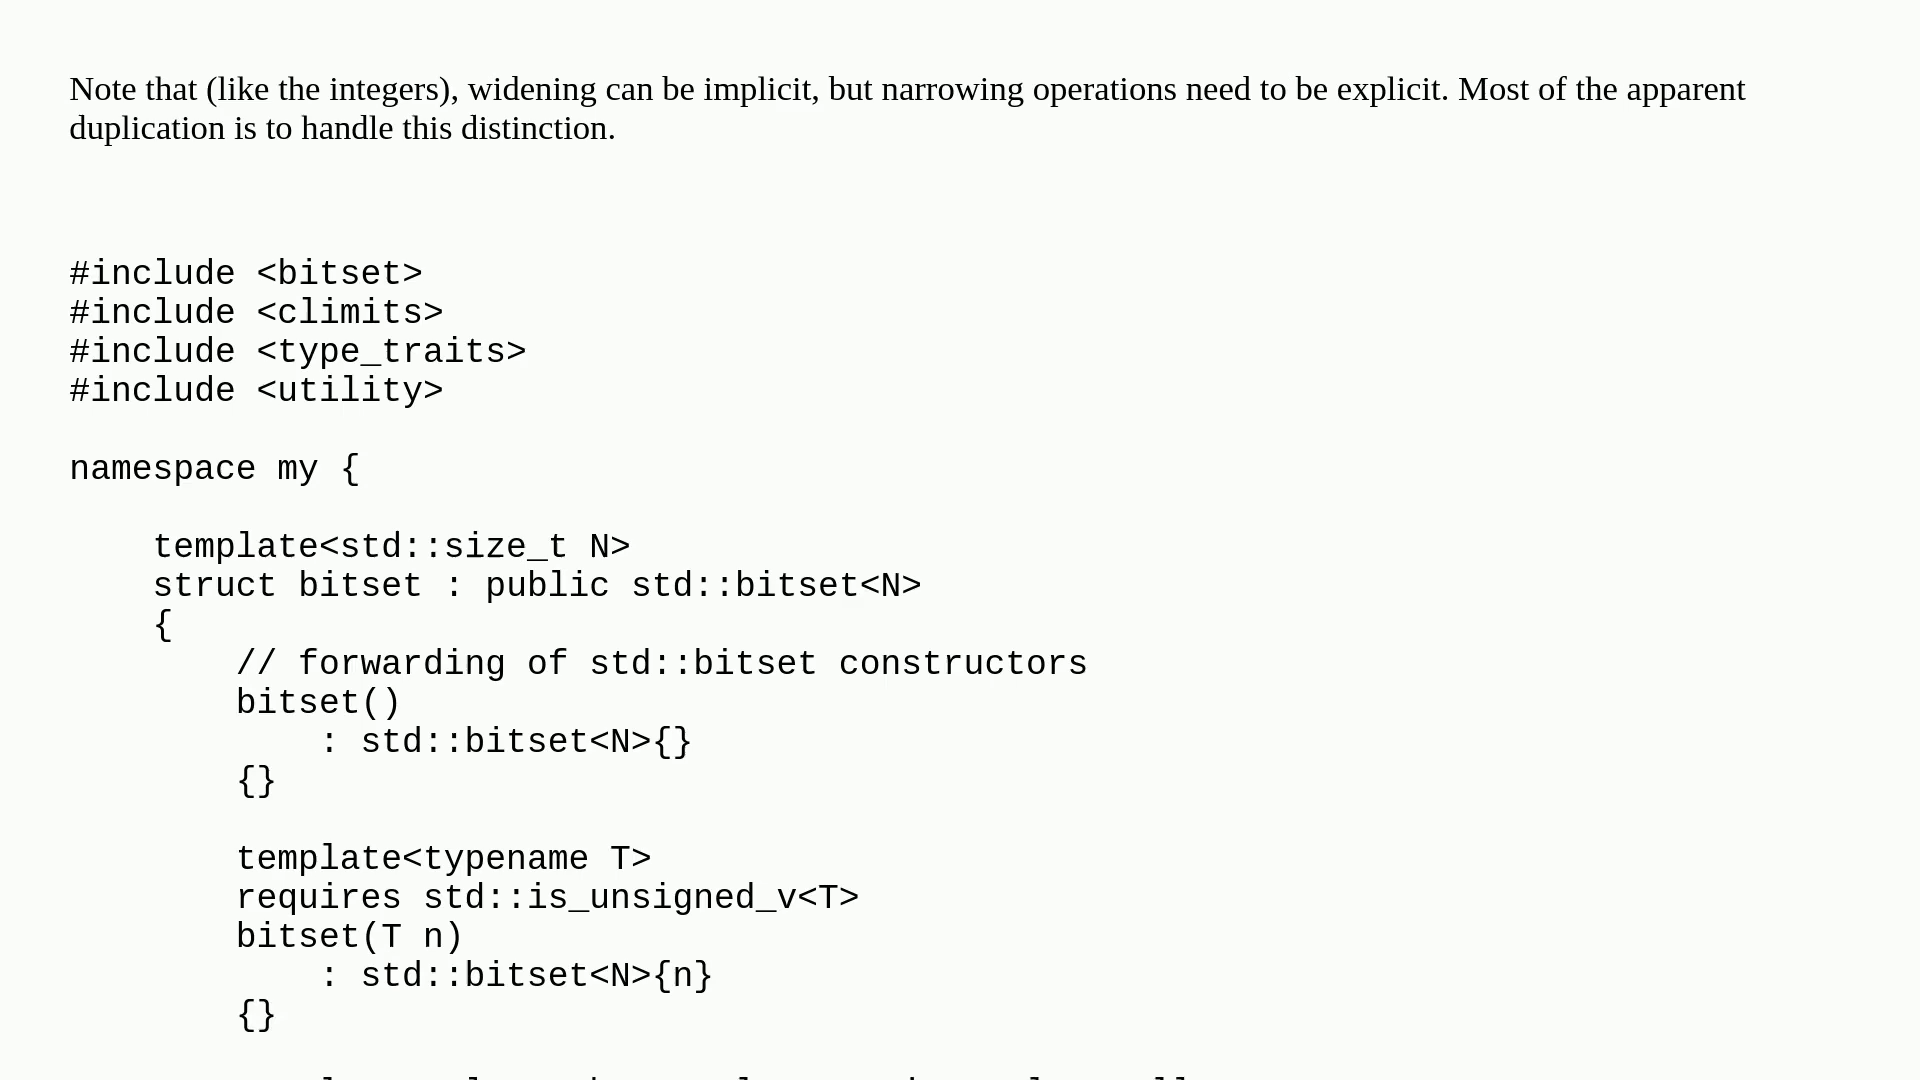 Note that (like the integers), widening can be implicit, but narrowing operations need to be explicit. Most of the apparent
duplication is to handle this distinction.
#include <bitset>
#include <climits>
#include <type_traits>
#include <utility>
namespace my {
template<std::size_t N>
struct bitset : public std::bitset<N>
{
// forwarding of std::bitset constructors
bitset()
: std::bitset<N>{}
{}
template<typename T>
requires std::is_unsigned_v<T>
bitset(T n)
: std::bitset<N>{n}
{}